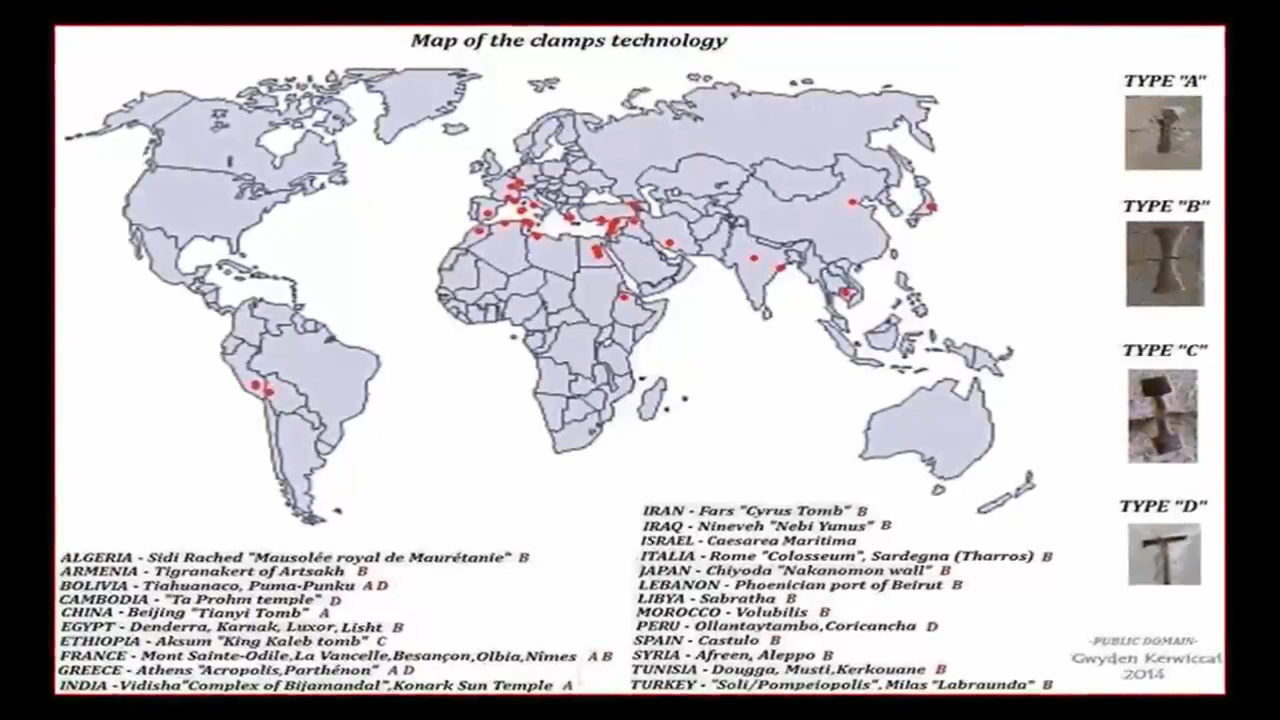 Map of the clamps technology
TYPE "A"
TYPE "B"
TYPE "C"
TYPE "D"
ALGERIA - Sidi Rached "Mausolée royal de Maurétanie" B
ARMENIA - Tigranakert of Artsakh B
BOLIVIA - Tiahuanaco, Puma-Punku A D
CAMBODIA - "Ta Prohm temple" D
CHINA - Beijing "Tianyi Tomb" A
EGYPT - Denderra, Karnak, Luxor, Lisht B
ETHIOPIA - Aksum "King Kaleb tomb" C
FRANCE - Mont Sainte-Odile,La Vancelle,Besançon,Olbia,Nîmes A B
GREECE - Athens "Acropolis,Parthénon" A D
INDIA -Vidisha"Complex of Bijamandal",Konark Sun Temple A
IRAN - Fars "Cyrus Tomb" B
IRAQ - Nineveh "Nebi Yunus" B
ISRAEL - Caesarea Maritima
ITALIA - Rome "Colosseum", Sardegna (Tharros) B
JAPAN - Chiyoda "Nakanomon wall" B
LEBANON - Phoenician port of Beirut B
LIBYA - Sabratha B
MOROCCO - Volubilis B
PERU - Ollantaytambo,Coricancha D
SPAIN - Castulo B
SYRIA - Afreen, Aleppo B
TUNISIA - Dougga, Musti,Kerkouane B
TURKEY - "Soli/Pompeiopolis", Milas "Labraunda" B
-PUBLIC DOMAIN-
Gwyden Kerwiccal
2014